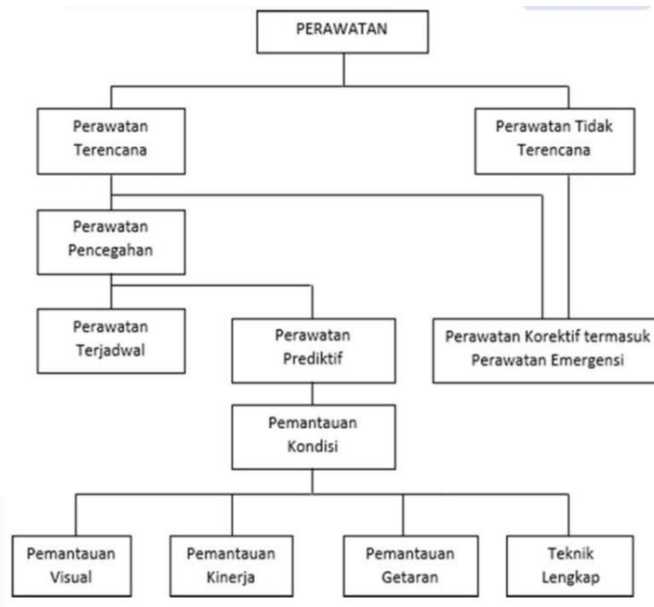 PERAWATAN
Perawatan
Terencana
Perawatan Tidak
Terencana
Perawatan
Pencegahan
Perawatan
Terjadwal
Perawatan
Prediktif
Perawatan Korektif termasuk
Perawatan Emergensi
Pemantauan
Kondisi
Pemantauan
Visual
Pemantauan
Kinerja
Pemantauan
Getaran
Teknik
Lengkap